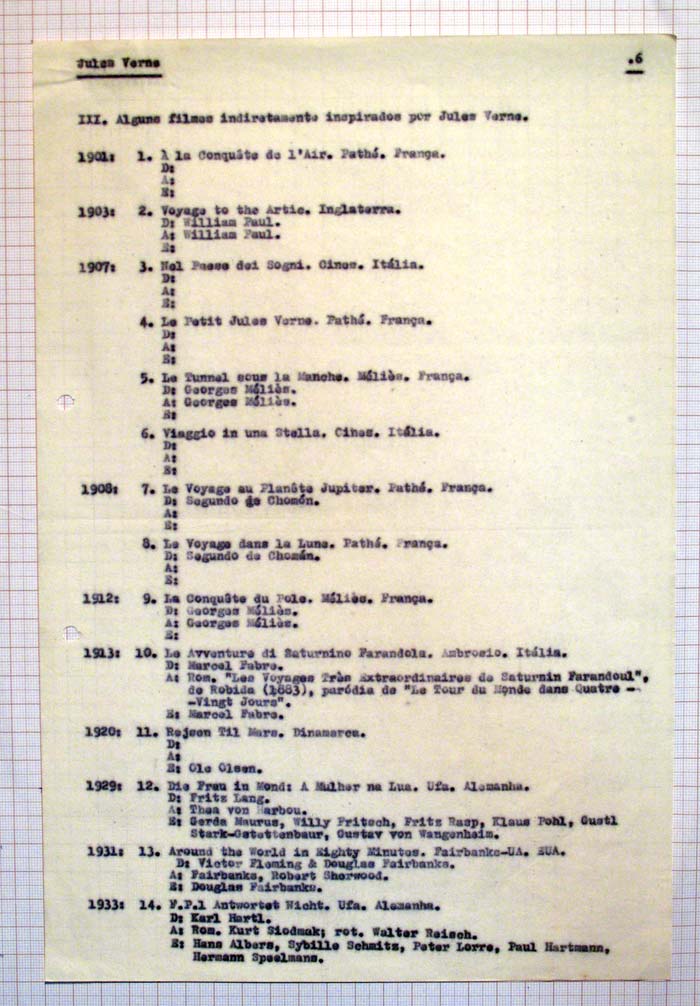 Jules Verne .6
III. Alguns filmes indiretamente inspirados por Jules Verne.
1901: 1. À la Conquête de l'Air. Pathé. França.
D:
A:
E:
1903: 2. Voyage to the Artic. Inglaterra.
D: William Paul.
A: William Paul.
E:
1907: 3. Nel Paese dei Sogni. Cines. Itália.
D:
A:
E:
4. Le Petit Jules Verne. Pathé. França.
D:
A:
E:
5. Le Tunnel sous la Manche. Méliès. França.
D: Georges Méliès.
A: Georges Méliès.
E:
6. Viaggio in una Stella. Cines. Itália.
D:
A:
E:
1908: 7. Le Voyage au Planête Jupiter. Pathé. França.
D: Segundo de Chomón.
A:
E:
8. Le Voyage dans la Lune. Pathé. França.
D: Segundo de Chomón.
A:
E:
1912: 9. La Conquête du Pole. Méliès. França.
D: Georges Méliès.
A: Georges Méliès.
E:
1913: 10. Le Avventure di Saturnino Farandola. Ambrosio. Itália.
D: Marcel Fabre.
A: Rom. "Les Voyages Très Extraordinaires de Saturnin Farandoul",
de Robida (1883), paródia de "Le Tour du Monde dans Quatre -
-Vingt Jours".
E: Marcel Fabre.
1920: 11. Rejsen Til Mars. Dinamarca.
D:
A:
E: Ole Olsen.
1929: 12. Die Frau in Mond: A Mulher na Lua. Ufa. Alemanha.
D: Fritz Lang.
A: Thea von Harbou.
E: Gerda Maurus, Willy Fritsch, Fritz Rasp, Klaus Pohl, Gustl
Stark-Gstettenbaur, Gustav von Wangenheim.
1931: 13. Around the World in Eighty Minutes. Fairbanks-UA. EUA.
D: Victor Fleming & Douglas Fairbanks.
A: Fairbanks, Robert Sherwood.
E: Douglas Fairbanks.
1933: 14. F.P.1 Antwortet Nicht. Ufa. Alemanha.
D: Karl Hartl.
A: Rom. Kurt Siodmak; rot. Walter Reisch.
E: Hans Albers, Sybille Schmitz, Peter Lorre, Paul Hartmann,
Hermann Speelmans.